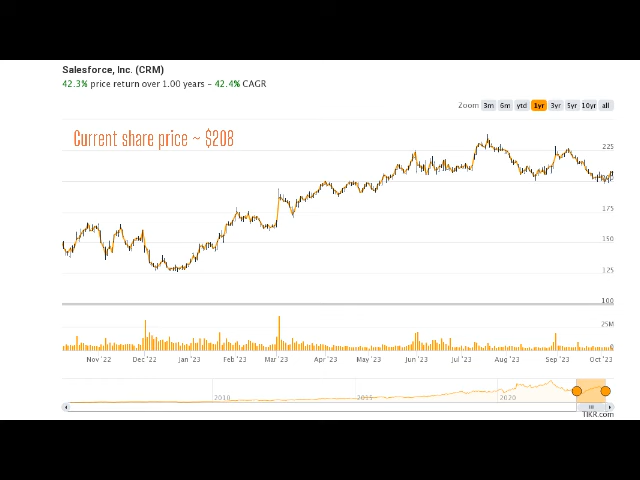 Salesforce, Inc. (CRM)
42.3% price return over 1.00 years – 42.4% CAGR
Zoom 3m 6m ytd 1yr 3yr 5yr 10yr all
Current share price ~ $208
225
200
175
150
125
100
25M
0
Nov '22 Dec '22 Jan '23 Feb '23 Mar '23 Apr '23 May '23 Jun '23 Jul '23 Aug '23 Sep '23 Oct '23
2010 2015 2020
TIKR.com